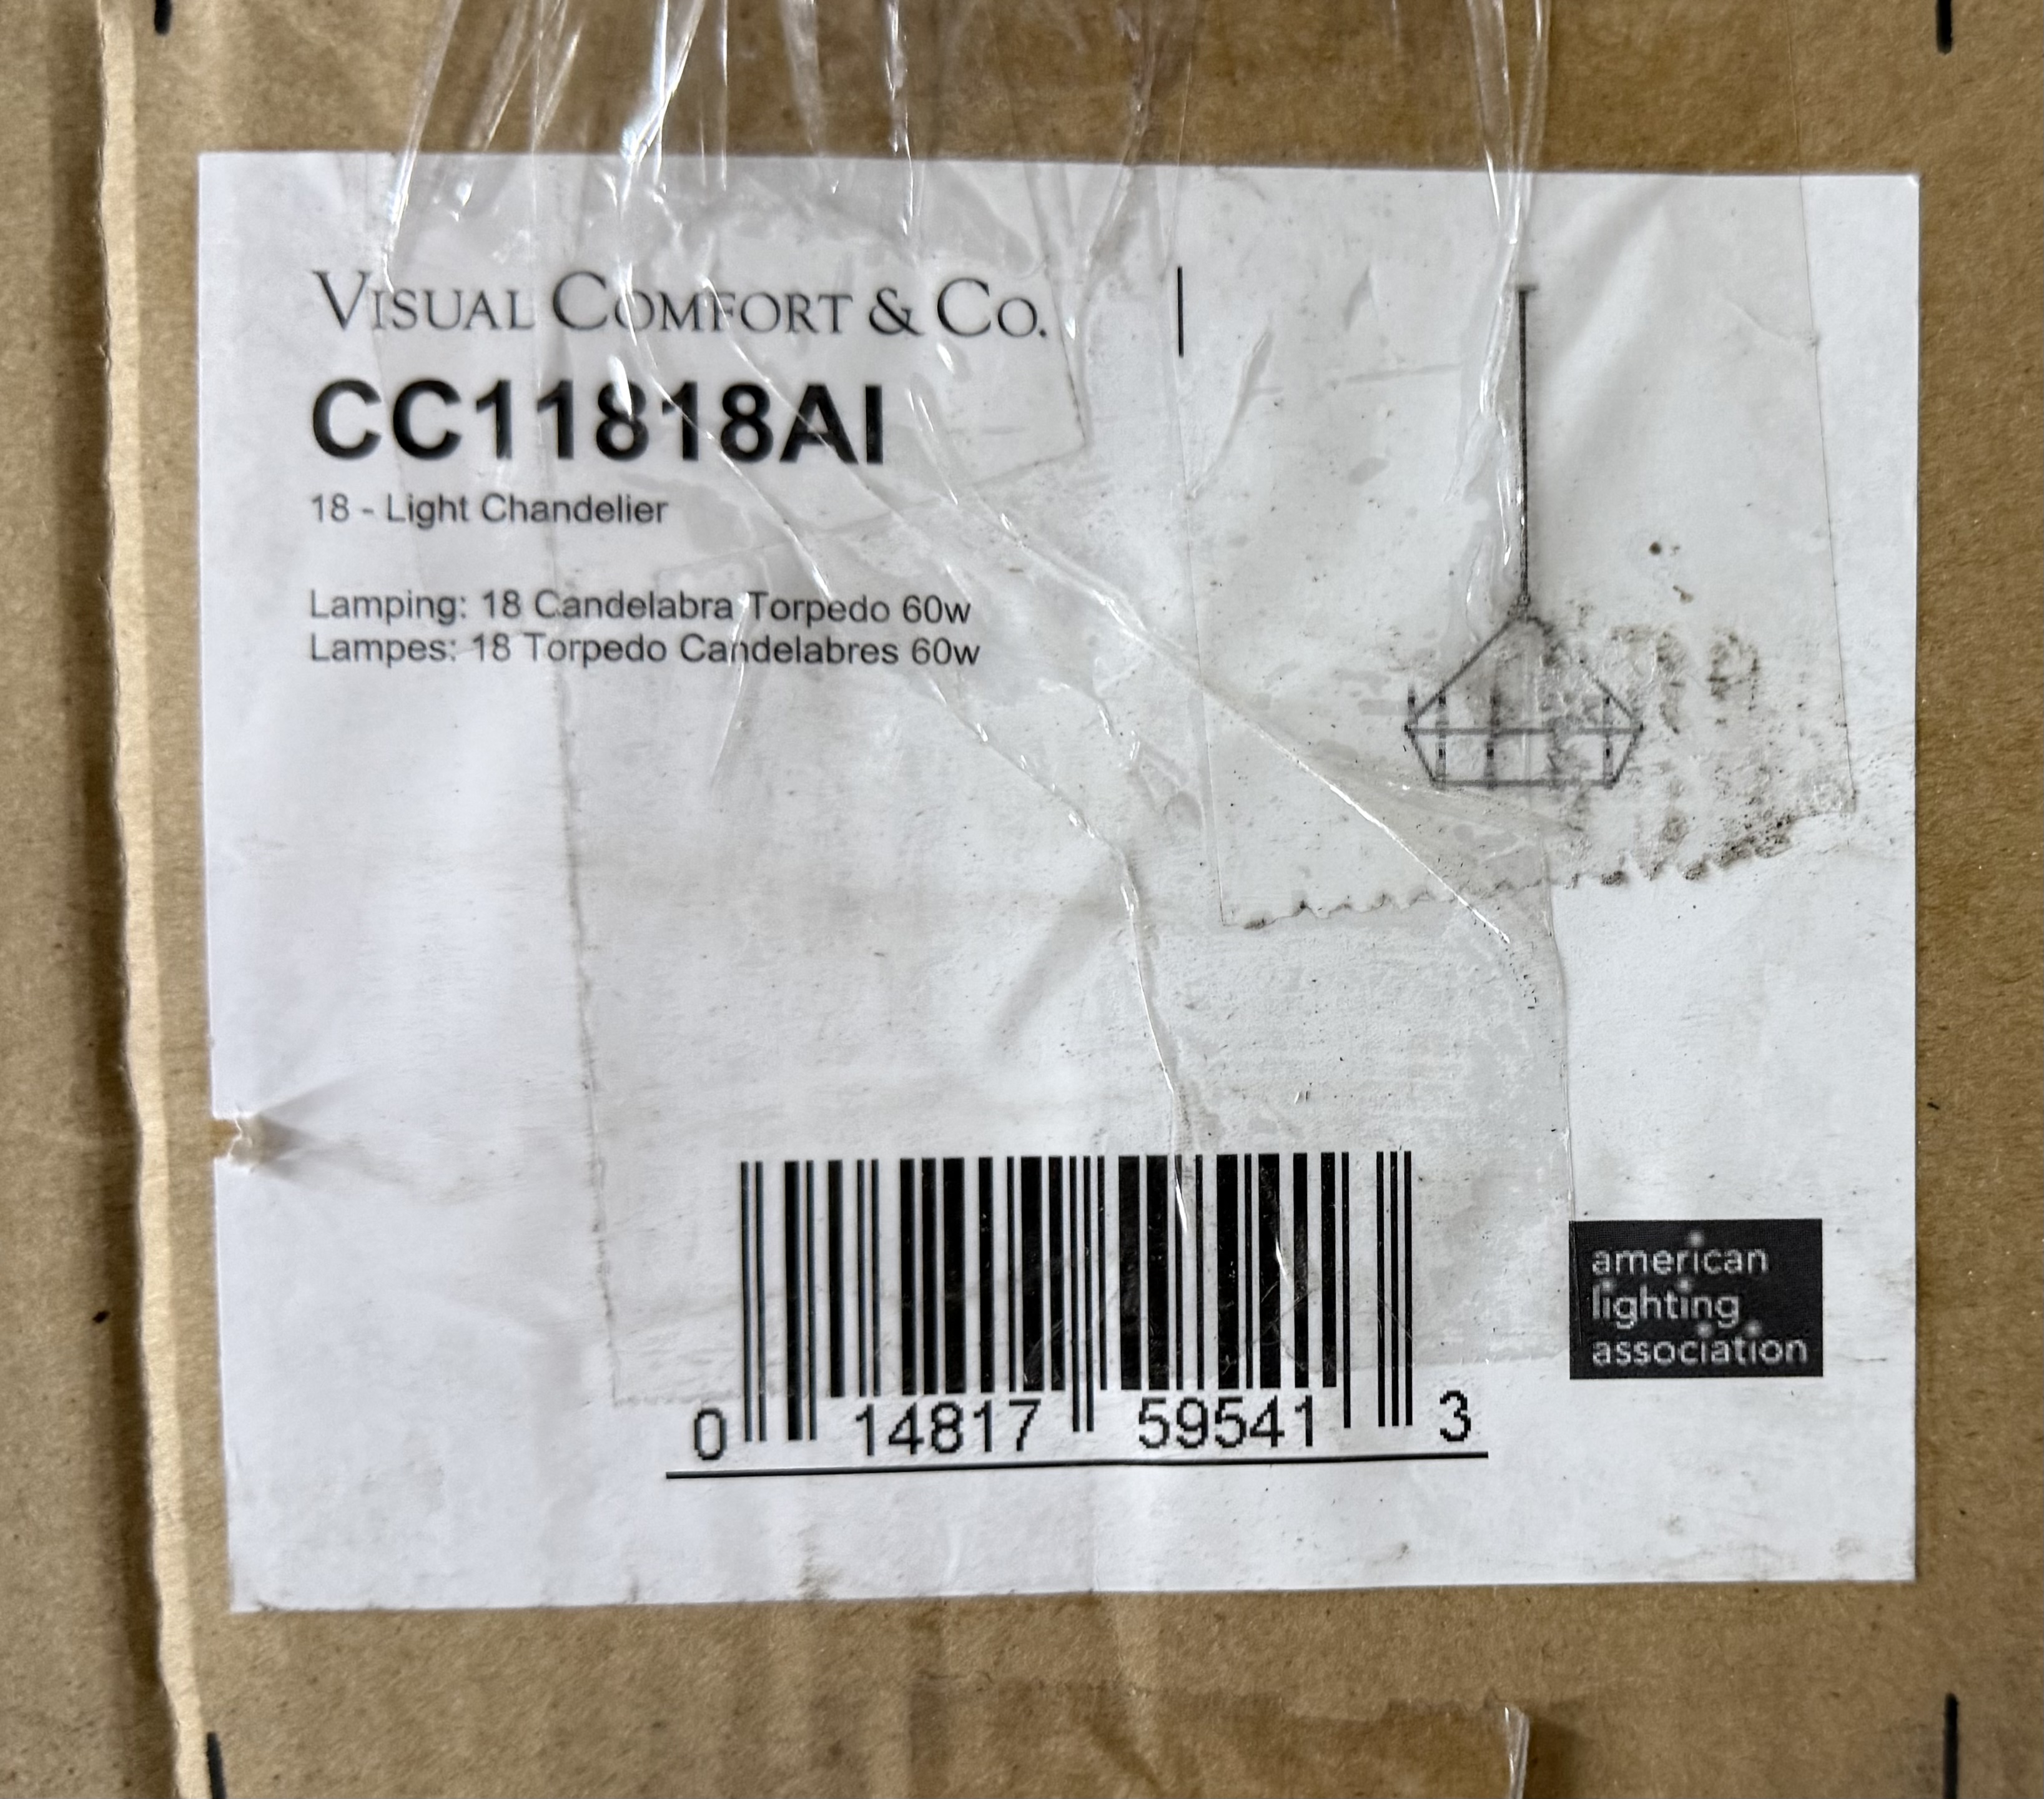 VISUAL COMFORT & CO.
CC11818AI
18 - Light Chandelier
Lamping: 18 Candelabra Torpedo 60w
Lampes: 18 Torpedo Candelabres 60w
0 14817 59541 3
american
lighting
association